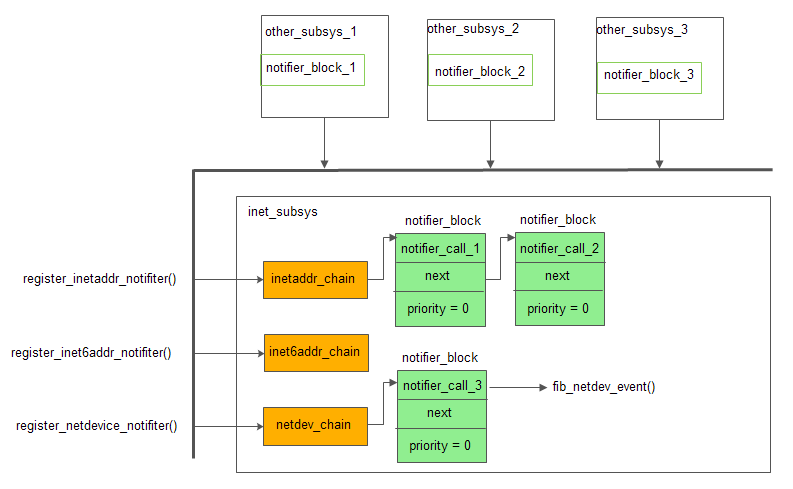 other_subsys_1
other_subsys_2
other_subsys_3
notifier_block_1
notifier_block_2
notifier_block_3
inet_subsys
notifier_block
notifier_block
notifier_call_1
notifier_call_2
register_inetaddr_notifiter()
inetaddr_chain
next
next
priority = 0
priority = 0
register_inet6addr_notifiter()
inet6addr_chain
notifier_block
notifier_call_3
fib_netdev_event()
next
register_netdevice_notifiter()
netdev_chain
priority = 0